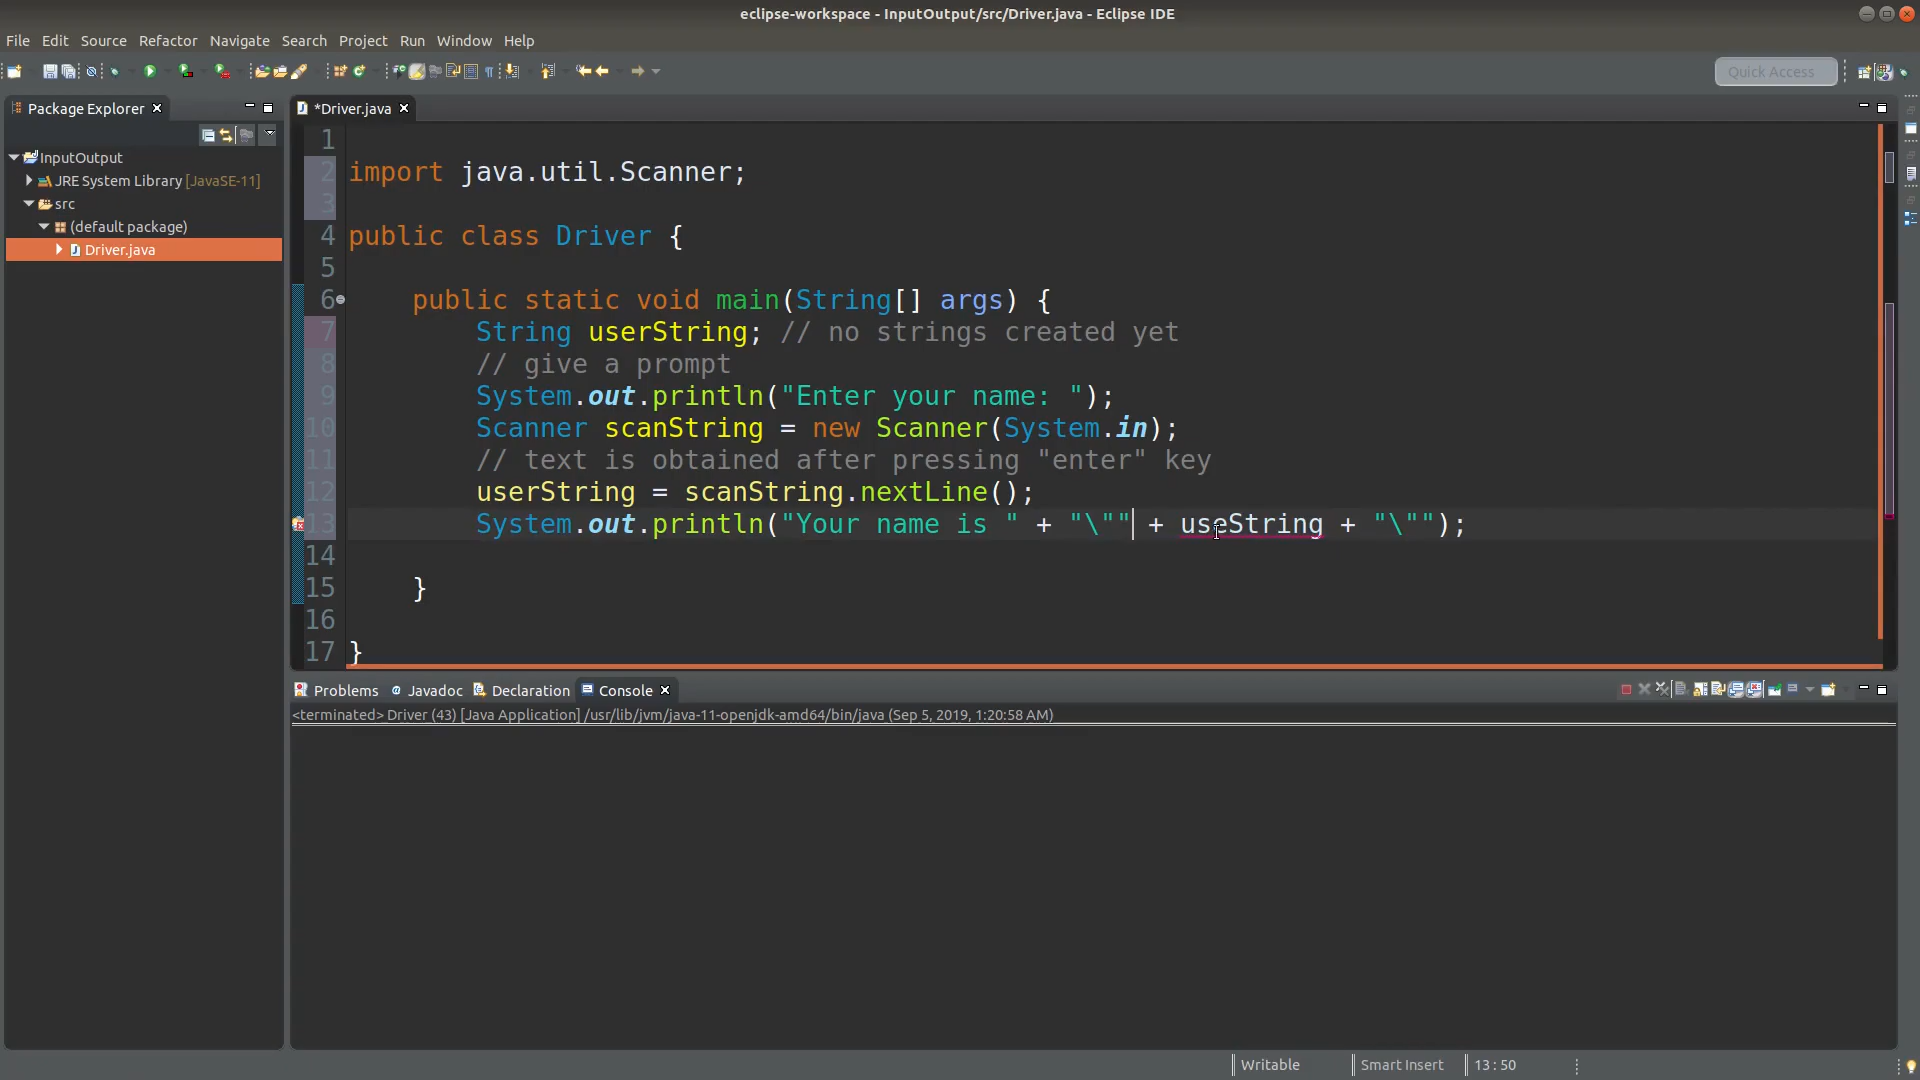 eclipse-workspace - InputOutput/src/Driver.java - Eclipse IDE
File Edit Source Refactor Navigate Search Project Run Window Help
Quick Access
Package Explorer
InputOutput
JRE System Library [JavaSE-11]
src
(default package)
Driver.java
*Driver.java
1
2 import java.util.Scanner;
3
4 public class Driver {
5
6 public static void main(String[] args) {
7 String userString; // no strings created yet
8 // give a prompt
9 System.out.println("Enter your name: ");
10 Scanner scanString = new Scanner(System.in);
11 // text is obtained after pressing "enter" key
12 userString = scanString.nextLine();
13 System.out.println("Your name is " + "\"" + useString + "\"");
14
15 }
16
17 }
Problems Javadoc Declaration Console
<terminated> Driver (43) [Java Application] /usr/lib/jvm/java-11-openjdk-amd64/bin/java (Sep 5, 2019, 1:20:58 AM)
Writable Smart Insert 13 : 50